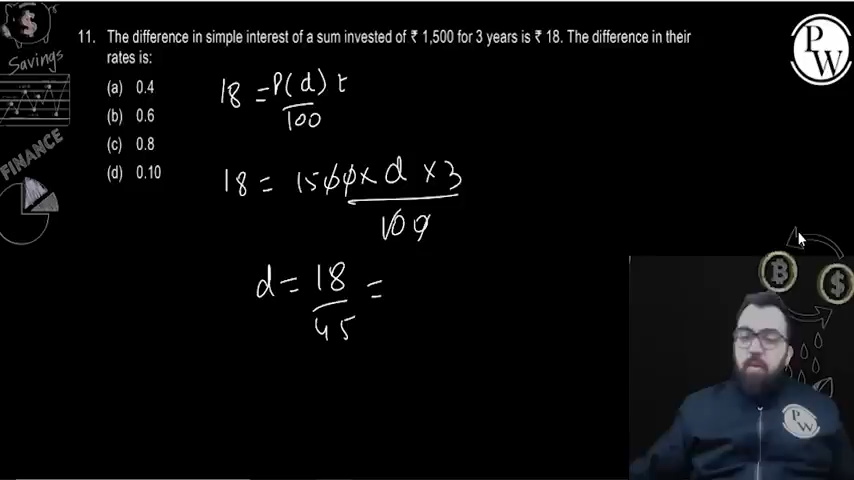 Savings
FINANCE
11. The difference in simple interest of a sum invested of ₹ 1,500 for 3 years is ₹ 18. The difference in their
rates is:
(a) 0.4
(b) 0.6
(c) 0.8
(d) 0.10
18 = P(d) t
100
18 = 1500 x d x 3
100
d = 18 =
45
P
W
P
W